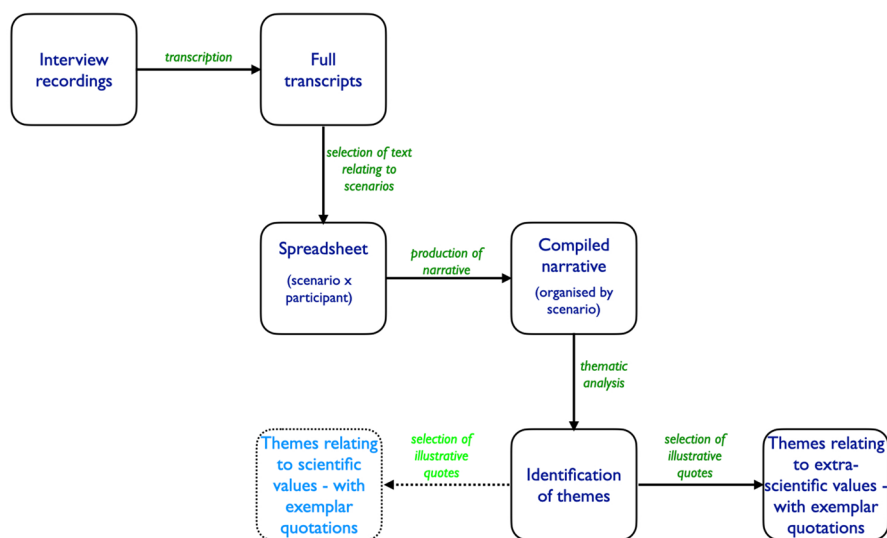 Interview
recordings
transcription
Full
transcripts
selection of text
relating to
scenarios
Spreadsheet
(scenario x
participant)
production of
narrative
Compiled
narrative
(organised by
scenario)
thematic
analysis
Themes relating
to scientific
values - with
exemplar
quotations
selection of
illustrative
quotes
Identification
of themes
selection of
illustrative
quotes
Themes relating
to extra-
scientific values -
with exemplar
quotations